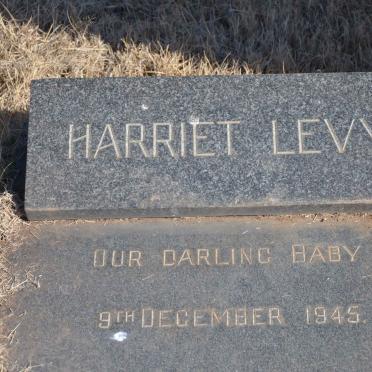 HARRIET LEVY
OUR DARLING BABY
9TH DECEMBER 1945.